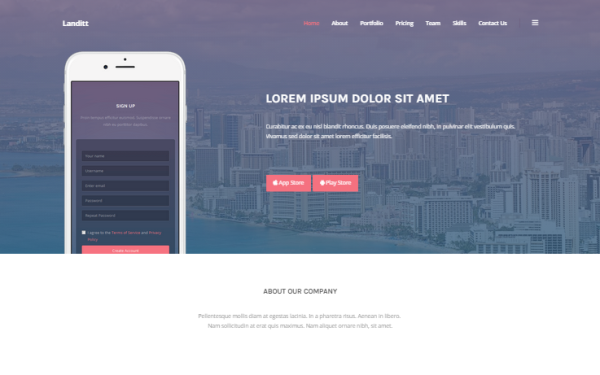 Landitt
Home About Portfolio Pricing Team Skills Contact Us
SIGN UP
LOREM IPSUM DOLOR SIT AMET
Curabitur ac ex eu nisl blandit rhoncus. Duis posuere eleifend nibh, in pulvinar elit vestibulum quis.
Vivamus sed dolor sit amet lorem efficitur facilisis.
Your name
Username
Enter email
Password
Repeat Password
I agree to the Terms of Service and Privacy
Policy
Create Account
App Store Play Store
ABOUT OUR COMPANY
Pellentesque mollis diam at egestas lacinia. In a pharetra risus. Aenean in libero.
Nam sollicitudin at erat quis maximus. Nam aliquet ornare nibh, sit amet.